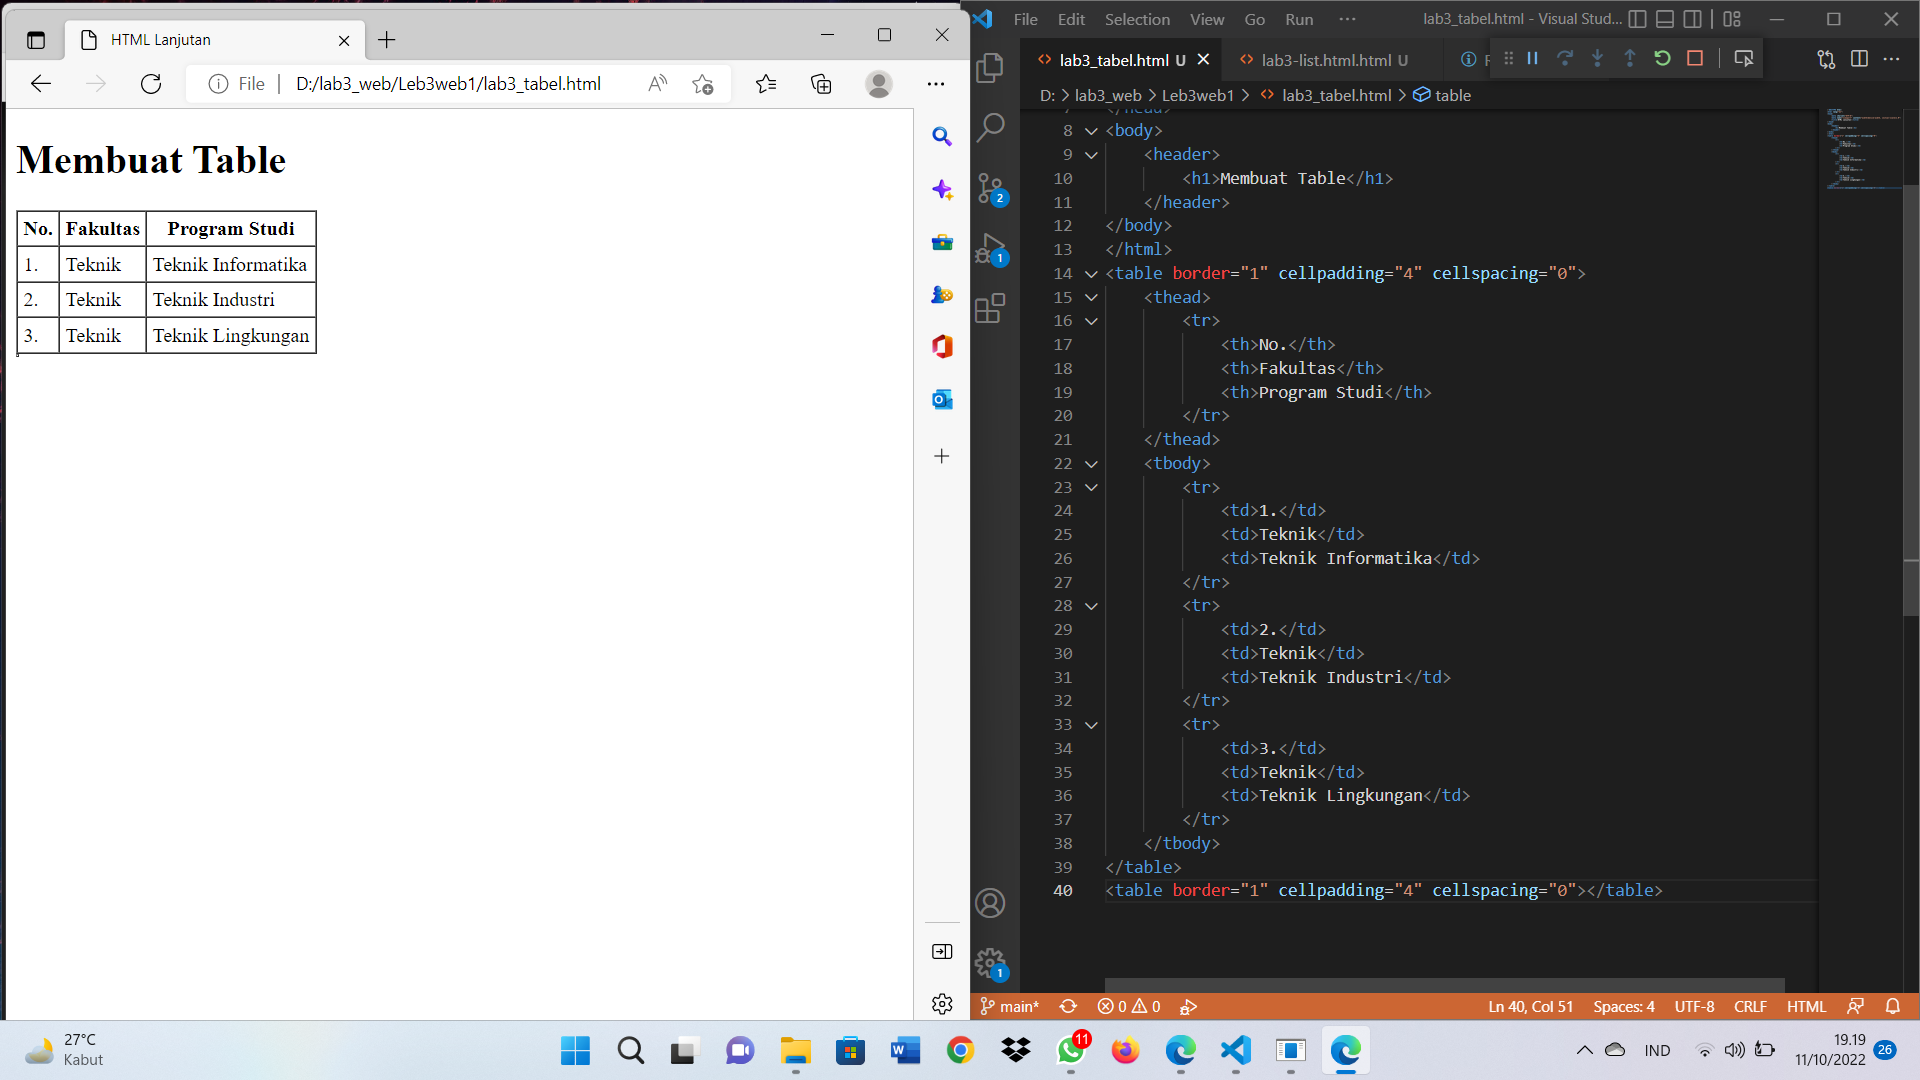 HTML Lanjutan
File
D:/lab3_web/Leb3web1/lab3_tabel.html
Membuat Table
No. Fakultas Program Studi
1. Teknik Teknik Informatika
2. Teknik Teknik Industri
3. Teknik Teknik Lingkungan
File Edit Selection View Go Run ···
lab3_tabel.html - Visual Stud...
lab3_tabel.html U
lab3-list.html.html U
D: > lab3_web > Leb3web1 > lab3_tabel.html > table
8 <body>
9 <header>
10 <h1>Membuat Table</h1>
11 </header>
12 </body>
13 </html>
14 <table border="1" cellpadding="4" cellspacing="0">
15 <thead>
16 <tr>
17 <th>No.</th>
18 <th>Fakultas</th>
19 <th>Program Studi</th>
20 </tr>
21 </thead>
22 <tbody>
23 <tr>
24 <td>1.</td>
25 <td>Teknik</td>
26 <td>Teknik Informatika</td>
27 </tr>
28 <tr>
29 <td>2.</td>
30 <td>Teknik</td>
31 <td>Teknik Industri</td>
32 </tr>
33 <tr>
34 <td>3.</td>
35 <td>Teknik</td>
36 <td>Teknik Lingkungan</td>
37 </tr>
38 </tbody>
39 </table>
40 <table border="1" cellpadding="4" cellspacing="0"></table>
2
1
1
main* 0 0
Ln 40, Col 51 Spaces: 4 UTF-8 CRLF HTML
27°C
Kabut
11
IND
19.19
11/10/2022
26